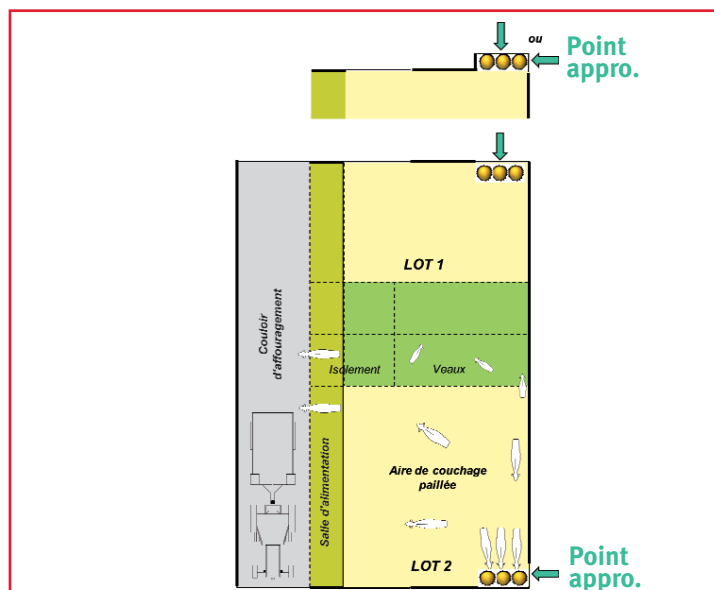 ou
Point
appro.
LOT 1
Couloir
d'affouragement
Isolement
Veaux
Salle d'alimentation
Aire de couchage
paillée
LOT 2
Point
appro.